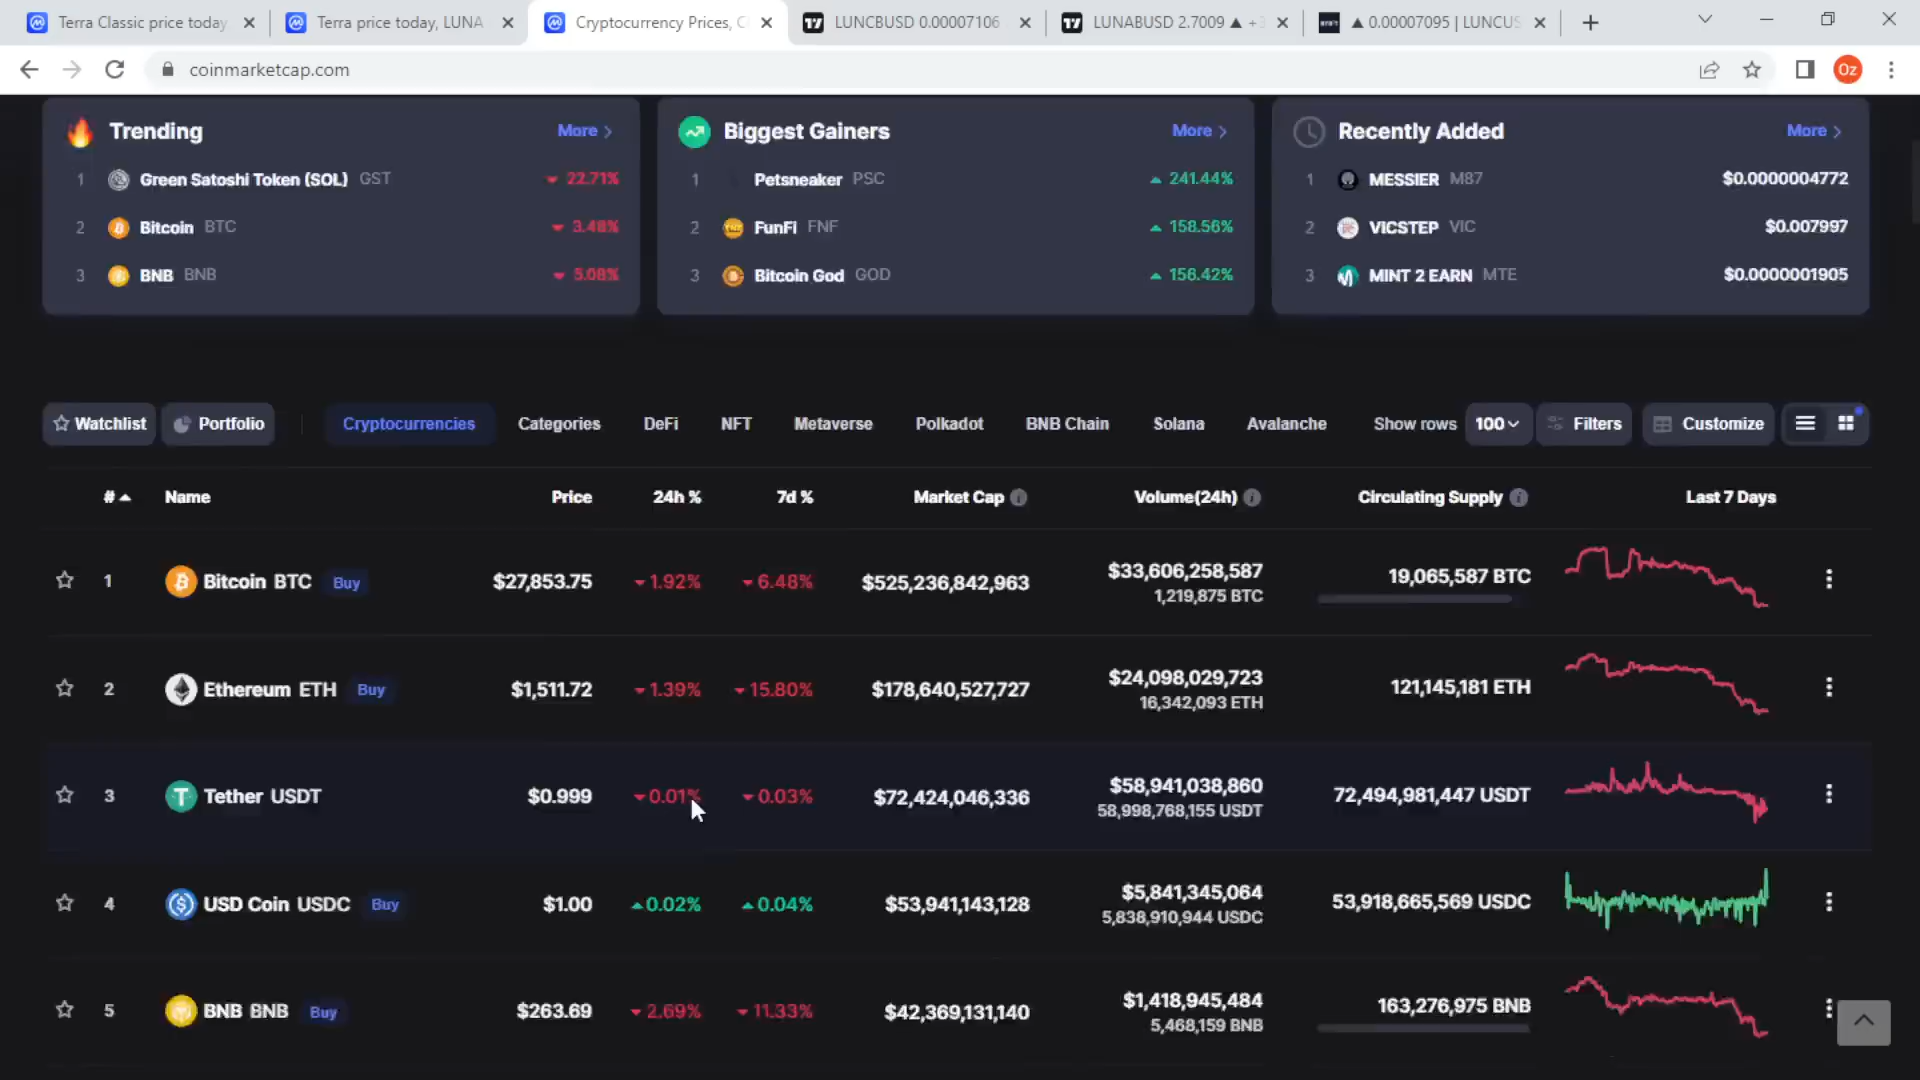 Terra Classic price today
Terra price today, LUNA
Cryptocurrency Prices, C
LUNCBUSD 0.00007106
LUNABUSD 2.7009 ▲ +
▲ 0.00007095 | LUNCUS
coinmarketcap.com
Oz
Trending More >
1 Green Satoshi Token (SOL) GST 22.71%
2 Bitcoin BTC 3.48%
3 BNB BNB 5.08%
Biggest Gainers More >
1 Petsneaker PSC 241.44%
2 FunFi FNF 158.56%
3 Bitcoin God GOD 156.42%
Recently Added More >
1 MESSIER M87 $0.0000004772
2 VICSTEP VIC $0.007997
3 MINT 2 EARN MTE $0.0000001905
Watchlist Portfolio Cryptocurrencies Categories DeFi NFT Metaverse Polkadot BNB Chain Solana Avalanche Show rows 100 Filters Customize
# Name Price 24h % 7d % Market Cap Volume(24h) Circulating Supply Last 7 Days
1 Bitcoin BTC Buy $27,853.75 1.92% 6.48% $525,236,842,963 $33,606,258,587 19,065,587 BTC
1,219,875 BTC
2 Ethereum ETH Buy $1,511.72 1.39% 15.80% $178,640,527,727 $24,098,029,723 121,145,181 ETH
16,342,093 ETH
3 Tether USDT $0.999 0.01% 0.03% $72,424,046,336 $58,941,038,860 72,494,981,447 USDT
58,998,768,155 USDT
4 USD Coin USDC Buy $1.00 0.02% 0.04% $53,941,143,128 $5,841,345,064 53,918,665,569 USDC
5,838,910,944 USDC
5 BNB BNB Buy $263.69 2.69% 11.33% $42,369,131,140 $1,418,945,484 163,276,975 BNB
5,468,159 BNB